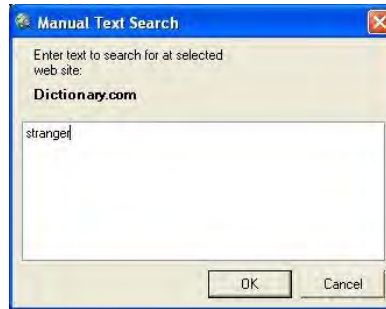 Manual Text Search
Enter text to search for at selected
web site:
Dictionary.com
stranger
OK Cancel